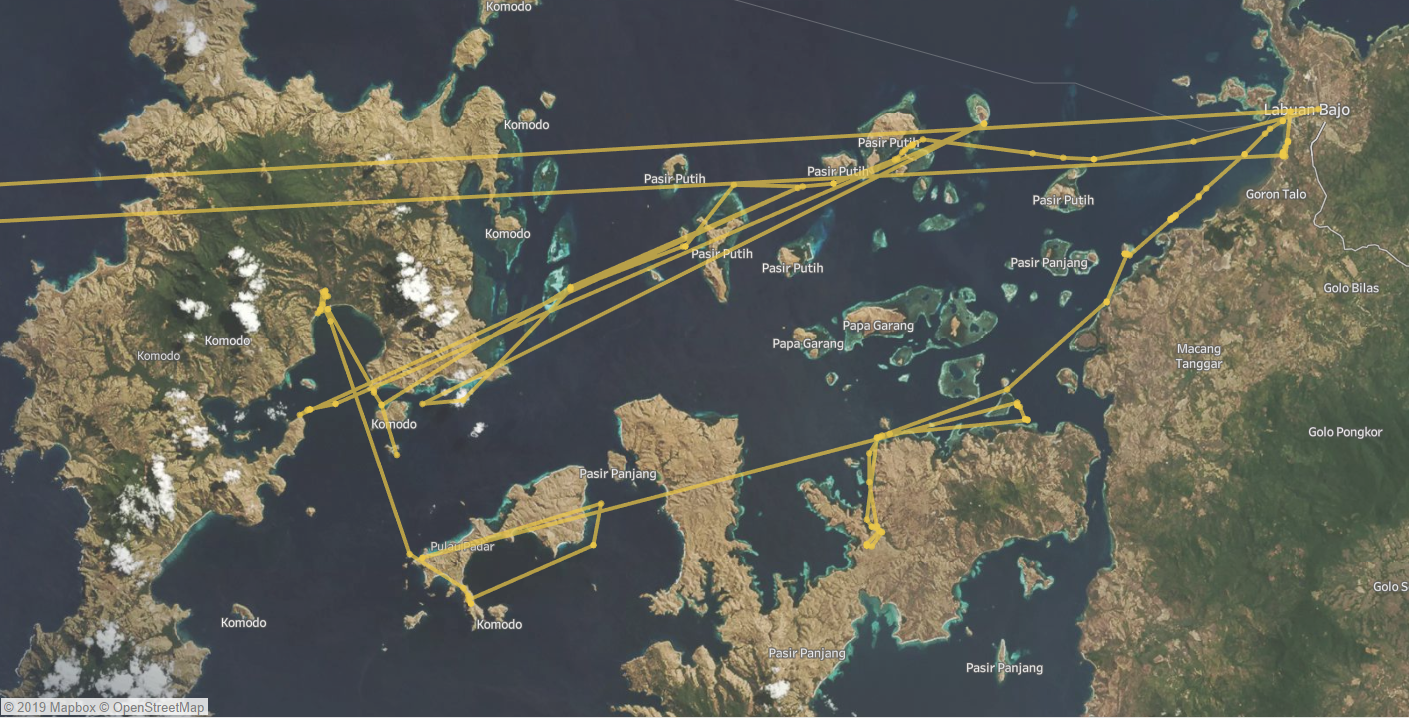 Komodo
Labuan Bajo
Komodo
Pasir Putih
Pasir Putih
Pasir Putih
Goron Talo
Pasir Putih
Komodo
Pasir Putih
Pasir Putih
Pasir Panjang
Golo Bilas
Papa Garang
Komodo
Papa Garang
Macang
Tanggar
Komodo
Komodo
Golo Pongkor
Pasir Panjang
Pulau Padar
Golo S
Komodo
Komodo
Pasir Panjang
Pasir Panjang
© 2019 Mapbox © OpenStreetMap